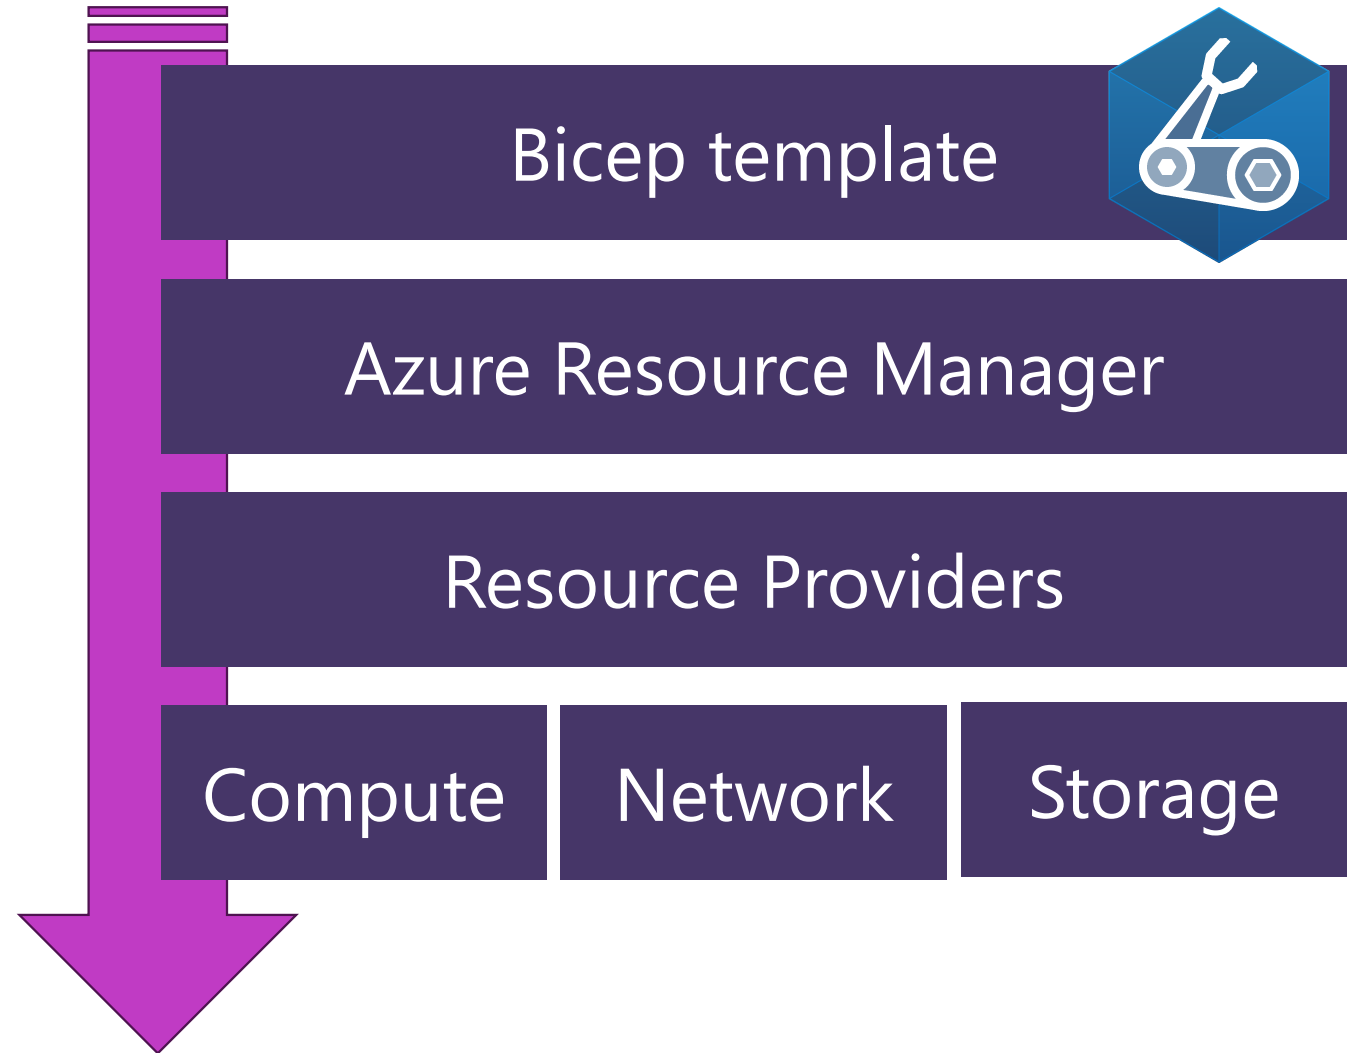 Bicep template
Azure Resource Manager
Resource Providers
Compute
Network
Storage